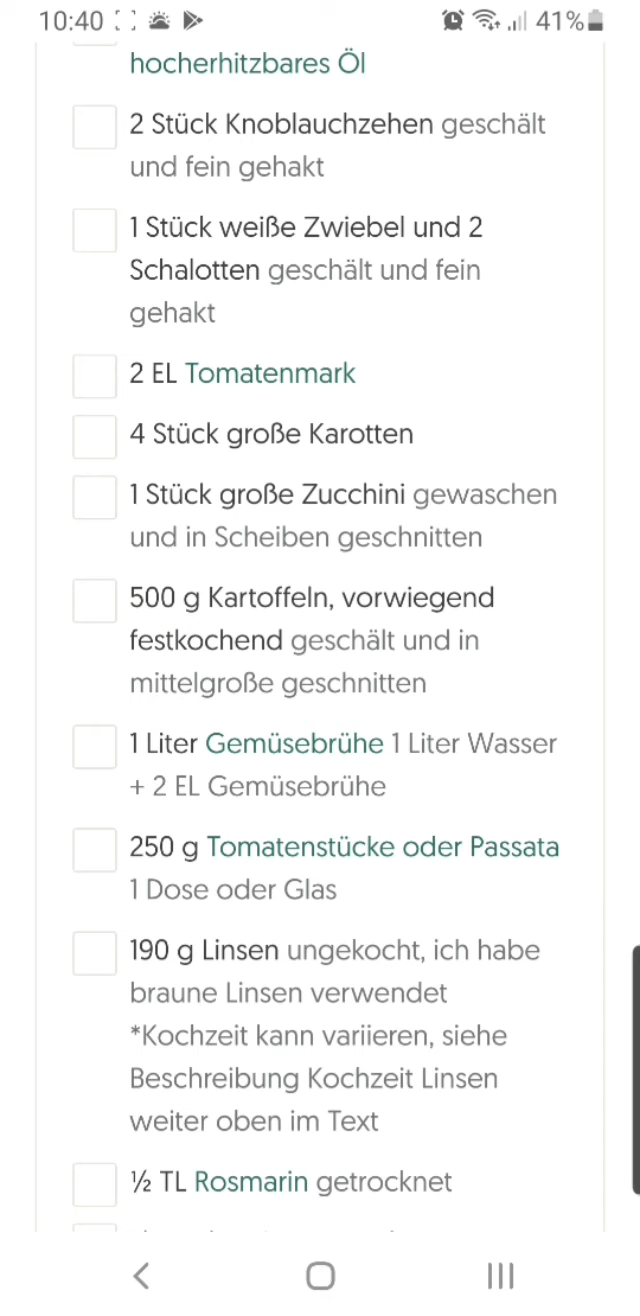 10:40
41%
hocherhitzbares Öl
2 Stück Knoblauchzehen geschält
und fein gehakt
1 Stück weiße Zwiebel und 2
Schalotten geschält und fein
gehakt
2 EL Tomatenmark
4 Stück große Karotten
1 Stück große Zucchini gewaschen
und in Scheiben geschnitten
500 g Kartoffeln, vorwiegend
festkochend geschält und in
mittelgroße geschnitten
1 Liter Gemüsebrühe 1 Liter Wasser
+ 2 EL Gemüsebrühe
250 g Tomatenstücke oder Passata
1 Dose oder Glas
190 g Linsen ungekocht, ich habe
braune Linsen verwendet
*Kochzeit kann variieren, siehe
Beschreibung Kochzeit Linsen
weiter oben im Text
½ TL Rosmarin getrocknet